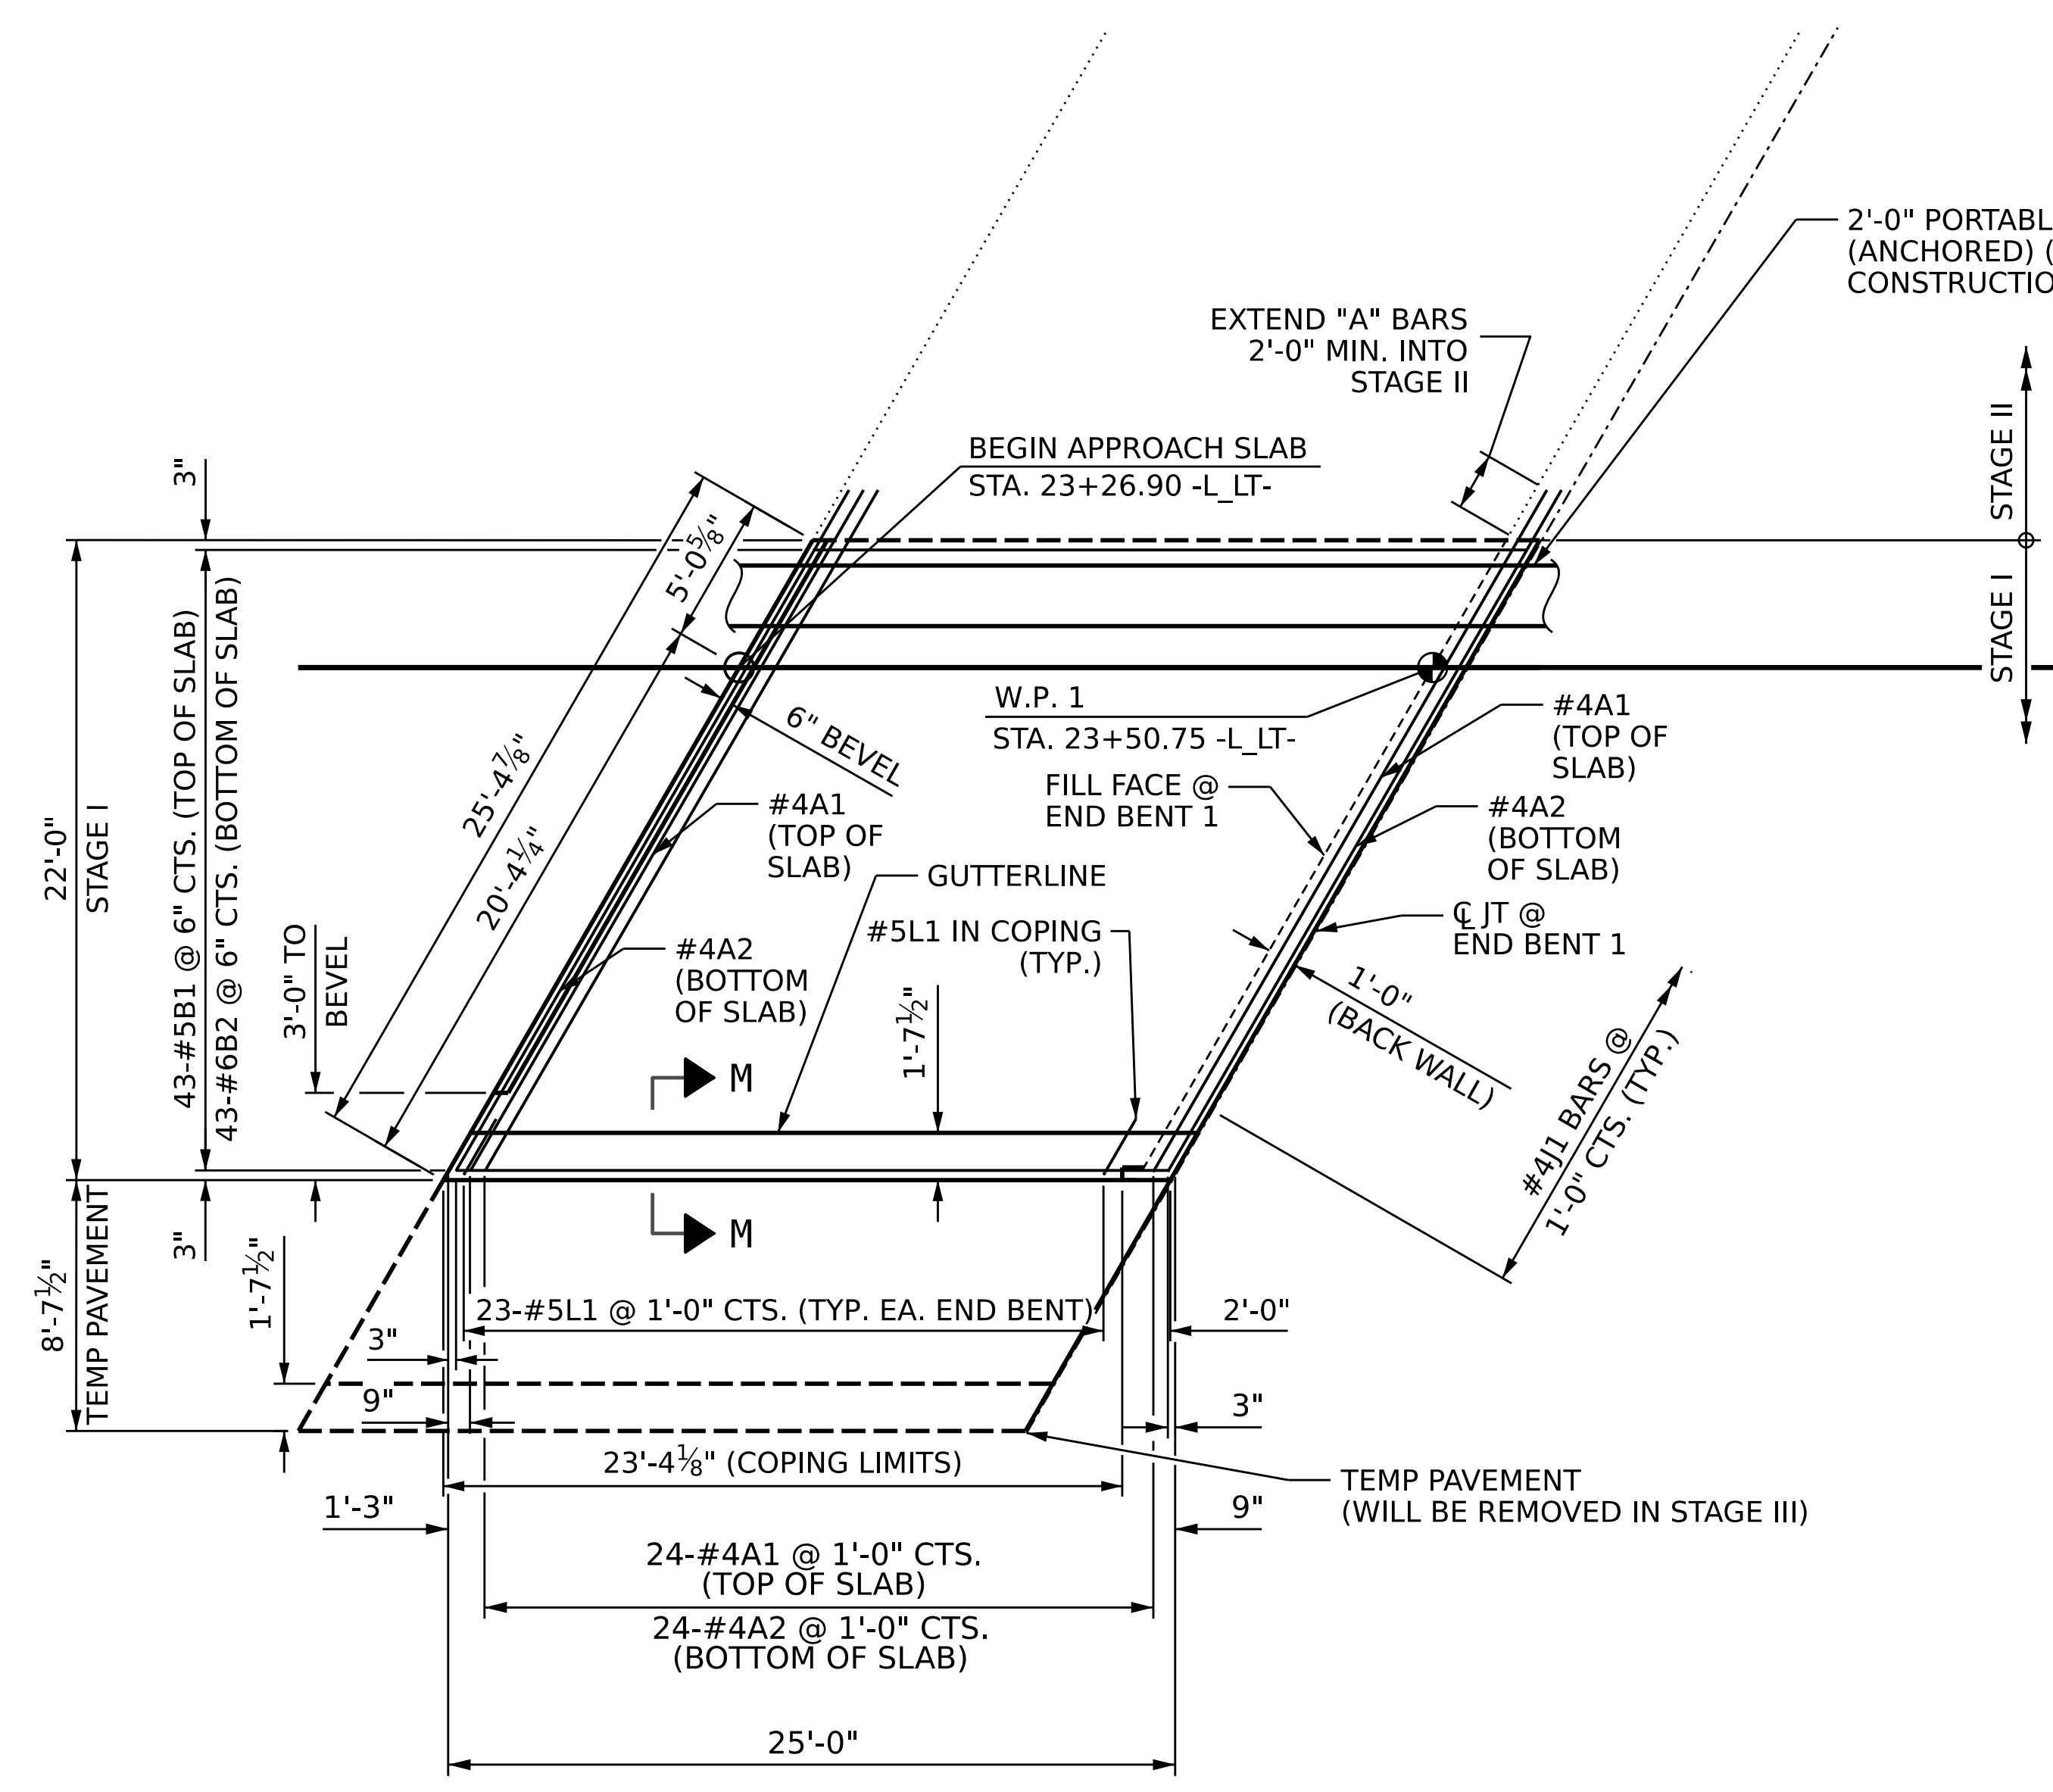 2'-0" PORTABL
(ANCHORED) (
CONSTRUCTIO
EXTEND "A" BARS
2'-0" MIN. INTO
STAGE II
BEGIN APPROACH SLAB
STA. 23+26.90 -L_LT-
STAGE II
STAGE I
3"
5'-0⅝"
25'-4⅞"
20'-4¼"
6" BEVEL
W.P. 1
STA. 23+50.75 -L_LT-
#4A1
(TOP OF
SLAB)
FILL FACE @
END BENT 1
#4A1
(TOP OF
SLAB)
#4A2
(BOTTOM
OF SLAB)
22'-0"
STAGE I
43-#5B1 @ 6" CTS. (TOP OF SLAB)
43-#6B2 @ 6" CTS. (BOTTOM OF SLAB)
3'-0" TO
BEVEL
GUTTERLINE
#5L1 IN COPING
(TYP.)
℄ JT @
END BENT 1
#4A2
(BOTTOM
OF SLAB)
1'-7½"
1'-0"
(BACK WALL)
#4J1 BARS @
1'-0" CTS. (TYP.)
M
M
8'-7½"
TEMP PAVEMENT
3"
1'-7½"
23-#5L1 @ 1'-0" CTS. (TYP. EA. END BENT)
2'-0"
3"
9"
3"
23'-4⅛" (COPING LIMITS)
TEMP PAVEMENT
(WILL BE REMOVED IN STAGE III)
1'-3"
9"
24-#4A1 @ 1'-0" CTS.
(TOP OF SLAB)
24-#4A2 @ 1'-0" CTS.
(BOTTOM OF SLAB)
25'-0"